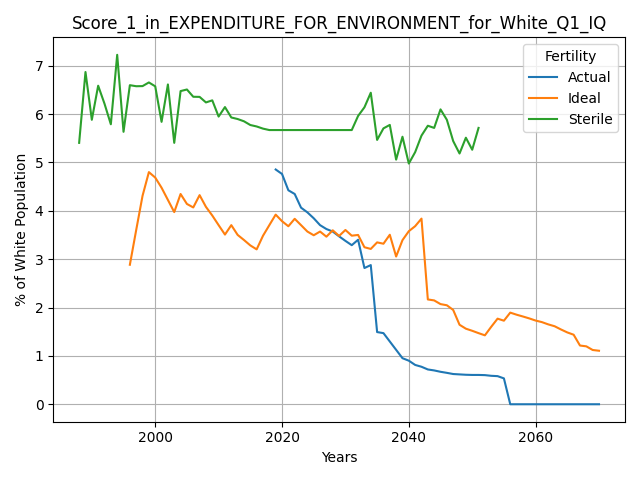 Score_1_in_EXPENDITURE_FOR_ENVIRONMENT_for_White_Q1_IQ
Fertility
Actual
Ideal
Sterile
% of White Population
7
6
5
4
3
2
1
0
2000
2020
2040
2060
Years